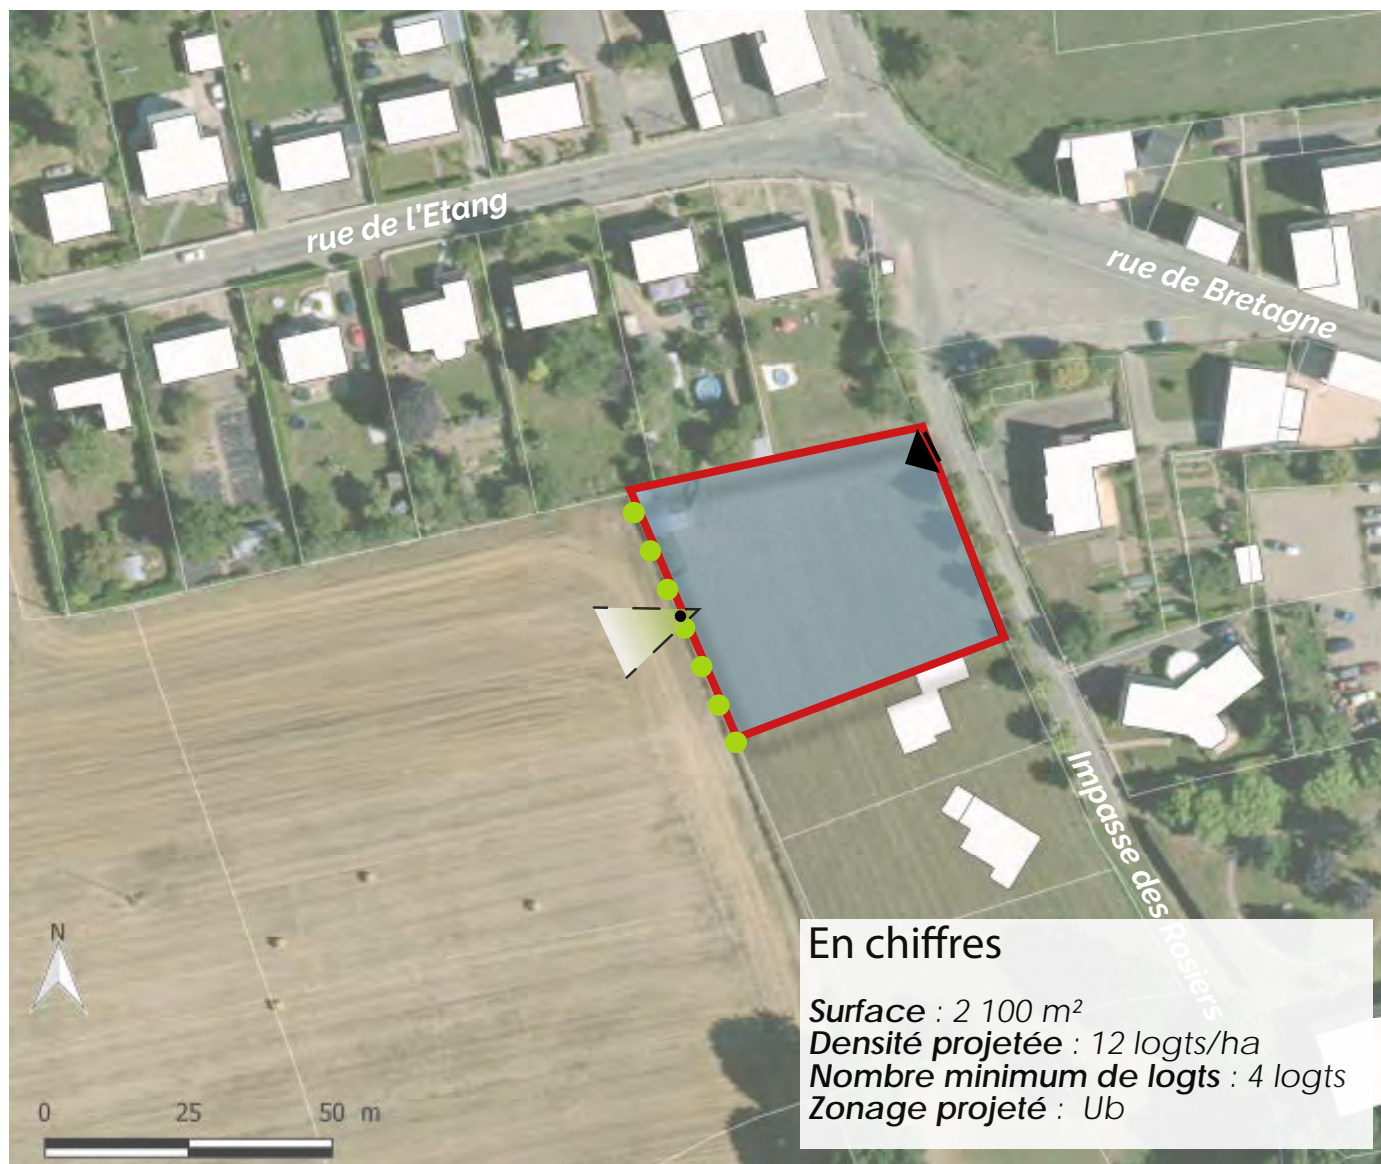 rue de l'Etang
rue de Bretagne
Impasse des Rosiers
N
0 25 50 m
En chiffres
Surface : 2 100 m²
Densité projetée : 12 logts/ha
Nombre minimum de logts : 4 logts
Zonage projeté : Ub